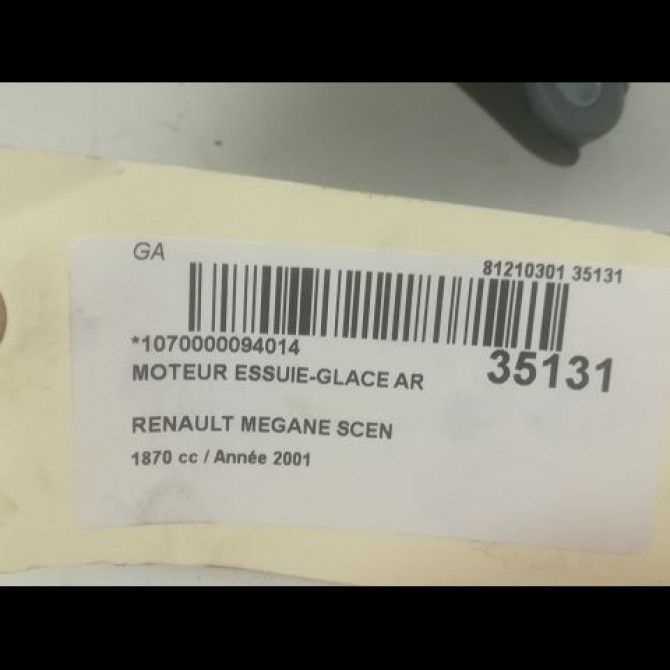 GA
81210301 35131
*1070000094014
35131
MOTEUR ESSUIE-GLACE AR
RENAULT MEGANE SCEN
1870 cc / Année 2001